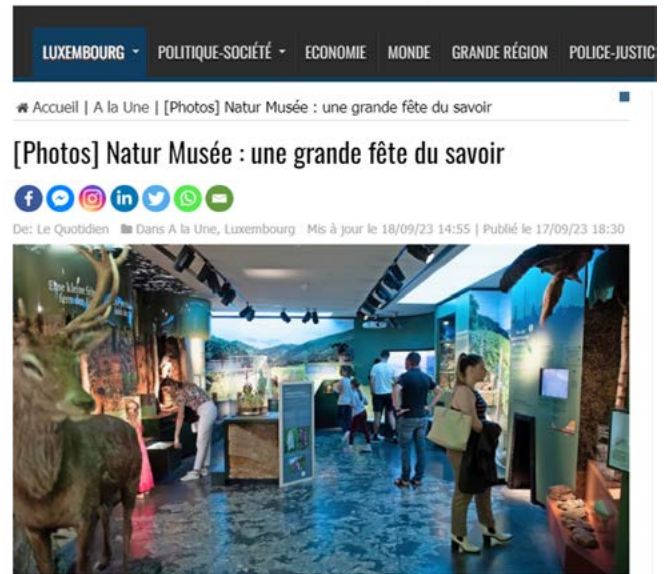 LUXEMBOURG POLITIQUE-SOCIÉTÉ ECONOMIE MONDE GRANDE RÉGION POLICE-JUSTIC
Accueil | A la Une | [Photos] Natur Musée : une grande fête du savoir
[Photos] Natur Musée : une grande fête du savoir
De: Le Quotidien Dans A la Une, Luxembourg Mis à jour le 18/09/23 14:55 | Publié le 17/09/23 18:30
Eine kleine